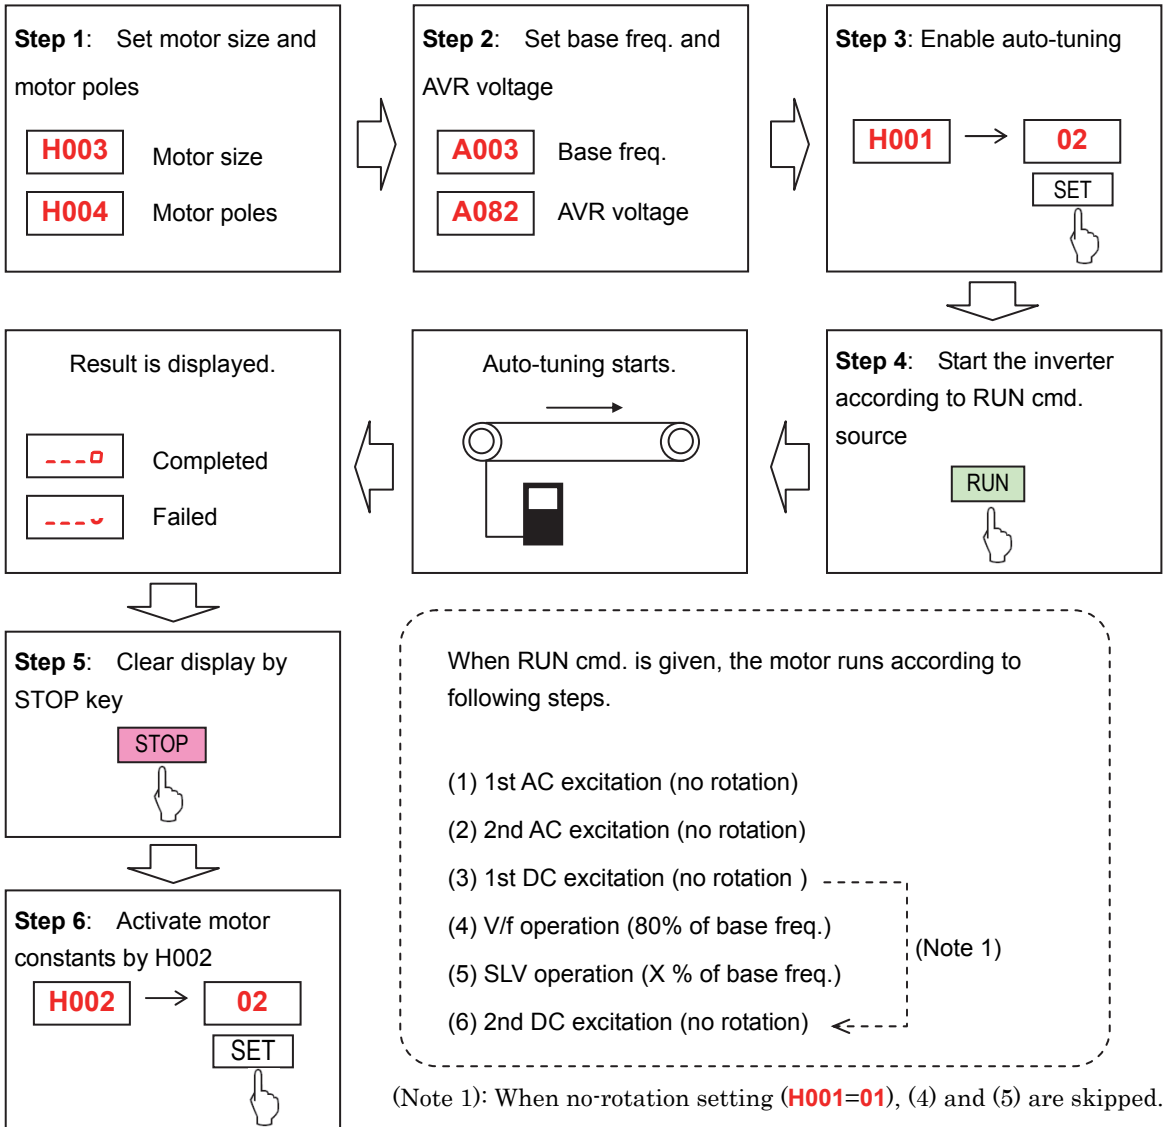 Step 1: Set motor size and
motor poles
H003 Motor size
H004 Motor poles
Step 2: Set base freq. and
AVR voltage
A003 Base freq.
A082 AVR voltage
Step 3: Enable auto-tuning
H001 → 02
SET
Step 4: Start the inverter
according to RUN cmd.
source
RUN
Auto-tuning starts.
Result is displayed.
Completed
Failed
Step 5: Clear display by
STOP key
STOP
Step 6: Activate motor
constants by H002
H002 → 02
SET
When RUN cmd. is given, the motor runs according to
following steps.
(1) 1st AC excitation (no rotation)
(2) 2nd AC excitation (no rotation)
(3) 1st DC excitation (no rotation )
(4) V/f operation (80% of base freq.)
(5) SLV operation (X % of base freq.)
(6) 2nd DC excitation (no rotation)
(Note 1)
(Note 1): When no-rotation setting (H001=01), (4) and (5) are skipped.